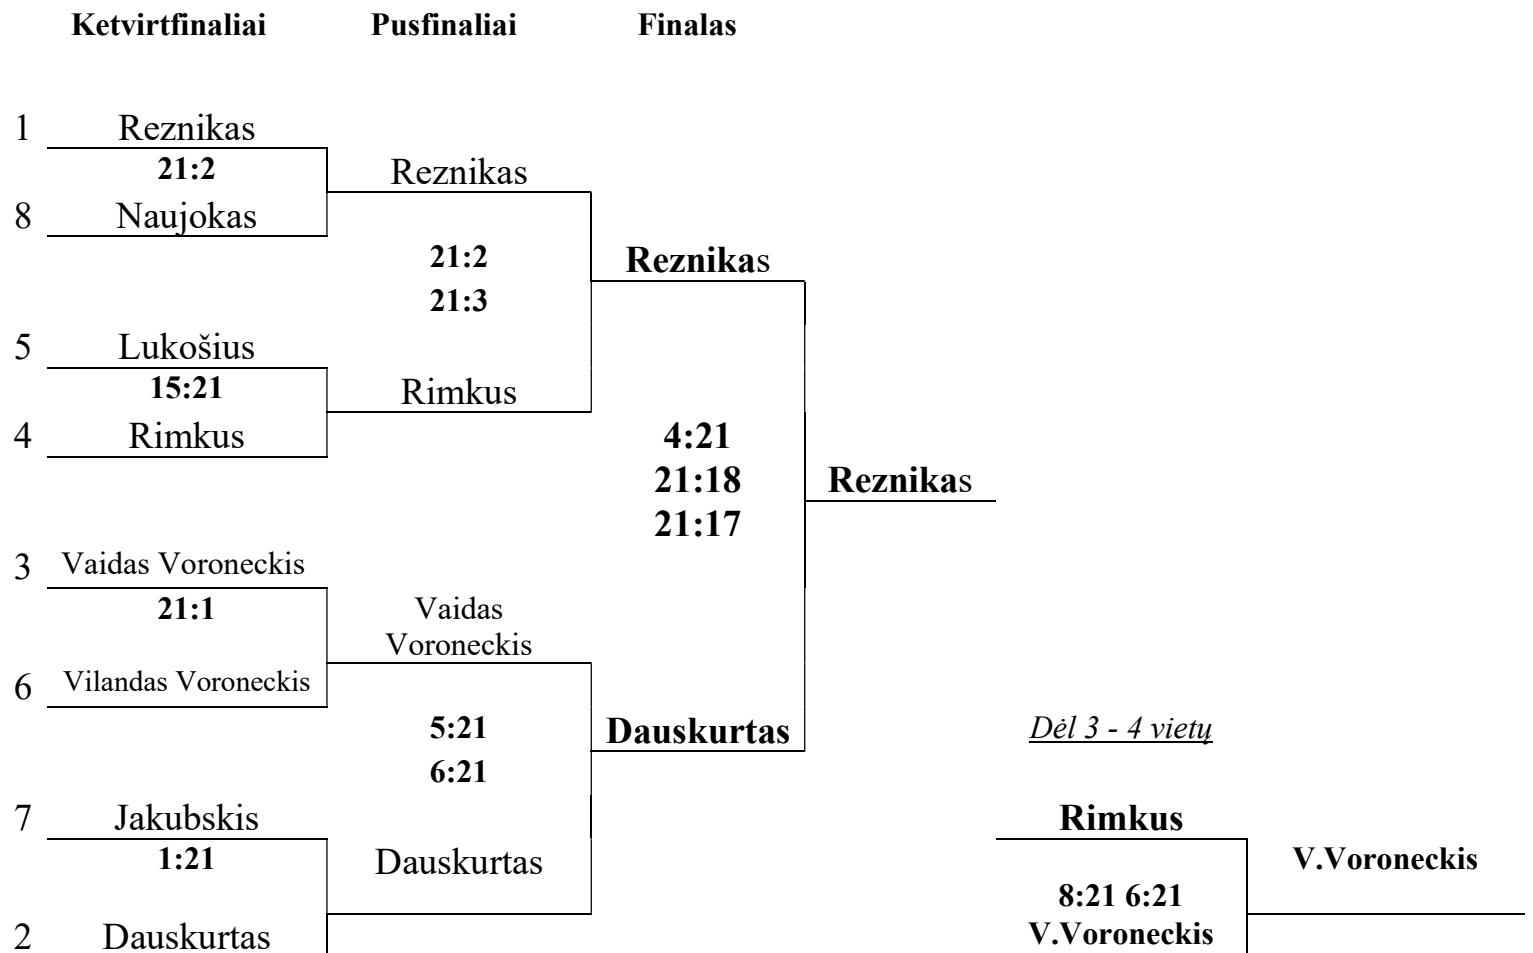 Ketvirtfinaliai Pusfinaliai Finalas
1 Reznikas
21:2 Reznikas
8 Naujokas
21:2 Reznikas
21:3
5 Lukošius
15:21 Rimkus
4 Rimkus 4:21
21:18 Reznikas
21:17
3 Vaidas Voroneckis
21:1 Vaidas
Voroneckis
6 Vilandas Voroneckis
5:21 Dauskurtas Dėl 3 - 4 vietų
6:21
7 Jakubskis Rimkus
1:21 Dauskurtas V.Voroneckis
8:21 6:21
2 Dauskurtas V.Voroneckis